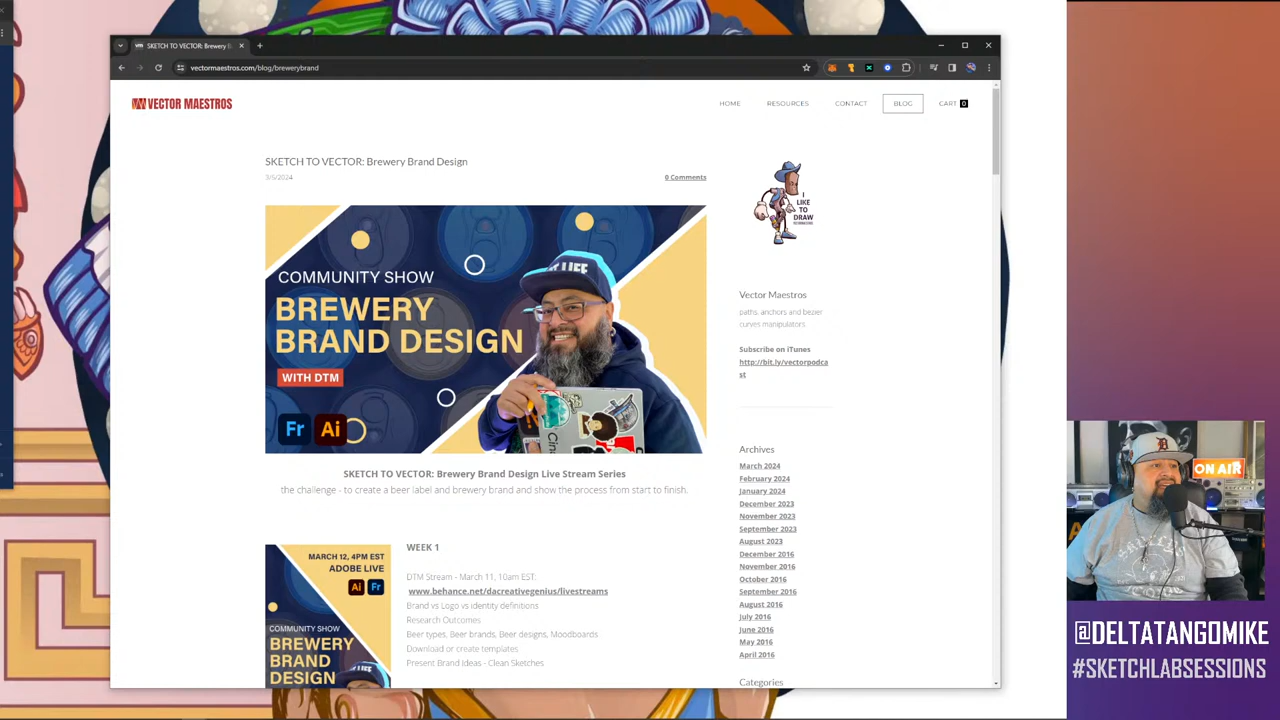 SKETCH TO VECTOR: Brewery B
vectormaestros.com/blog/brewerybrand
VECTOR MAESTROS
HOME
RESOURCES
CONTACT
BLOG
CART 0
SKETCH TO VECTOR: Brewery Brand Design
3/5/2024
0 Comments
COMMUNITY SHOW
BREWERY
BRAND DESIGN
WITH DTM
Fr
Ai
I
LIKE
TO
DRAW
Vector Maestros
paths, anchors and bezier
curves manipulators
Subscribe on iTunes
http://bit.ly/vectorpodca
st
SKETCH TO VECTOR: Brewery Brand Design Live Stream Series
the challenge - to create a beer label and brewery brand and show the process from start to finish.
Archives
March 2024
February 2024
January 2024
December 2023
November 2023
September 2023
August 2023
December 2016
November 2016
October 2016
September 2016
August 2016
July 2016
June 2016
May 2016
April 2016
Categories
MARCH 12, 4PM EST
ADOBE LIVE
Ai
Fr
COMMUNITY SHOW
BREWERY
BRAND
DESIGN
WEEK 1
DTM Stream - March 11, 10am EST:
www.behance.net/dacreativegenius/livestreams
Brand vs Logo vs identity definitions
Research Outcomes
Beer types, Beer brands, Beer designs, Moodboards
Download or create templates
Present Brand Ideas - Clean Sketches
ON AIR
@DELTATANGOMIKE
#SKETCHLABSESSIONS